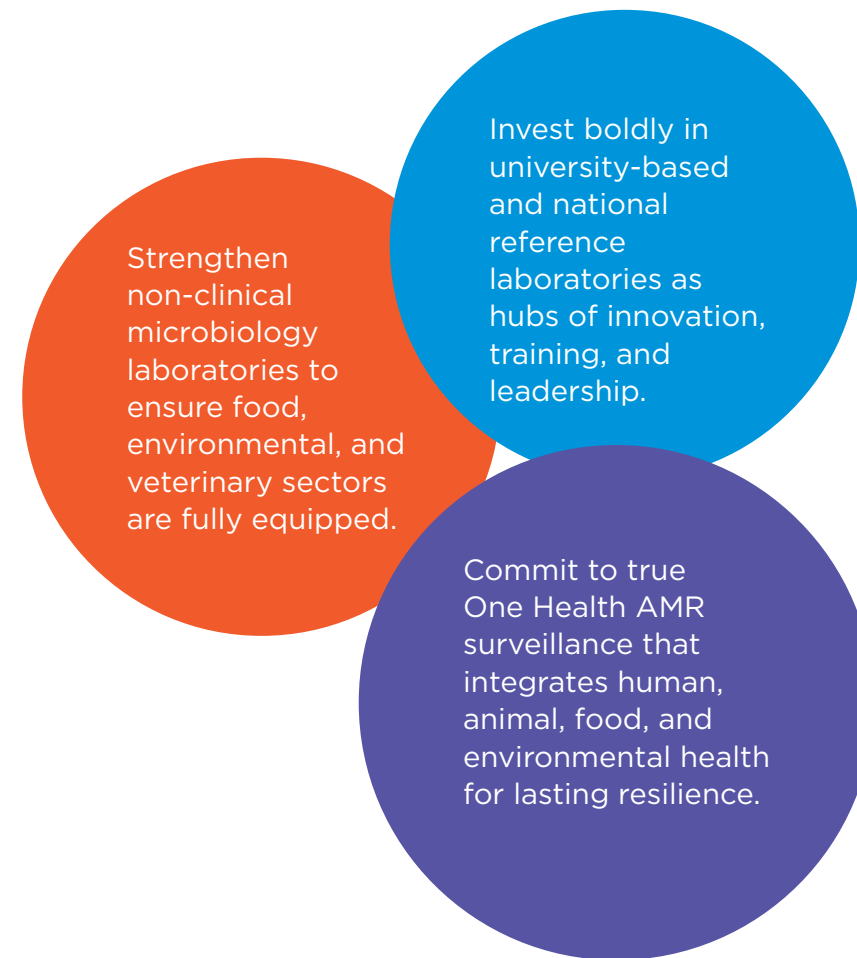 Strengthen
non-clinical
microbiology
laboratories to
ensure food,
environmental, and
veterinary sectors
are fully equipped.
Invest boldly in
university-based
and national
reference
laboratories as
hubs of innovation,
training, and
leadership.
Commit to true
One Health AMR
surveillance that
integrates human,
animal, food, and
environmental health
for lasting resilience.